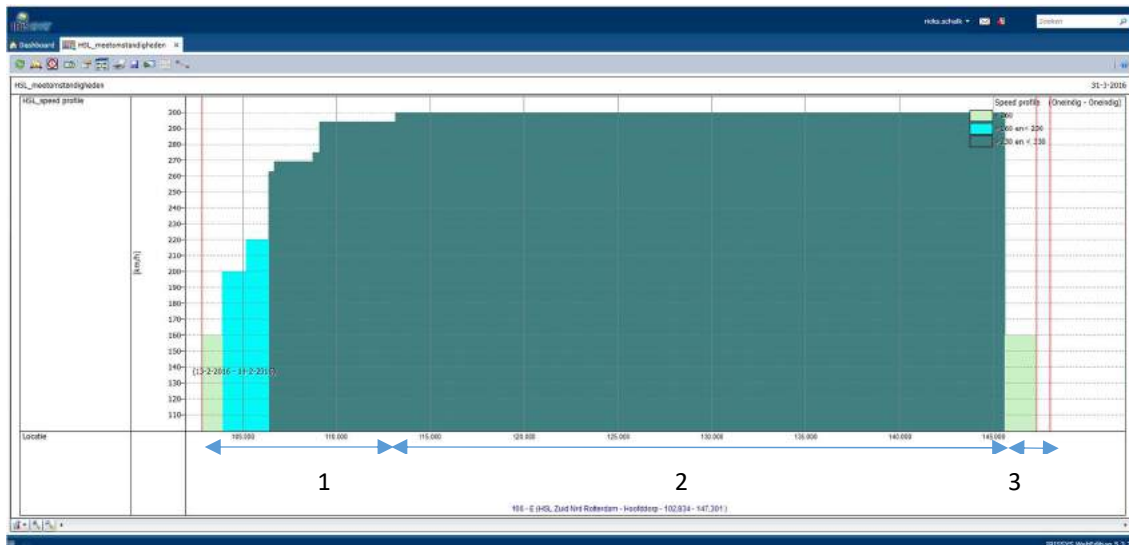 ricks.schalk
Zoeken
Dashboard HSL_meetomstandigheden ×
HSL_meetomstandigheden 31-3-2016
HSL_speed profile
Speed profile (Oneindig - Oneindig)
300
290
280
270
260
250
240
230
220
210
200
190
180
170
160
150
140
130
120
110
[km/h]
Locatie
105.000 110.000 115.000 120.000 125.000 130.000 135.000 140.000 145.000
1 2 3
108 - E (HSL Zuid Nrd Rotterdam - Hoofddorp - 102.834 - 147.301 )